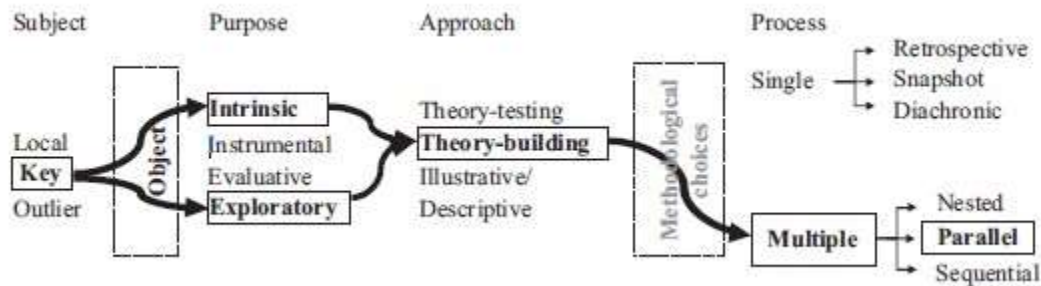 Subject
Purpose
Approach
Process
Local
Key
Outlier
Object
Intrinsic
Instrumental
Evaluative
Exploratory
Theory-testing
Theory-building
Illustrative/
Descriptive
Methodological
choices
Single
Retrospective
Snapshot
Diachronic
Multiple
Nested
Parallel
Sequential